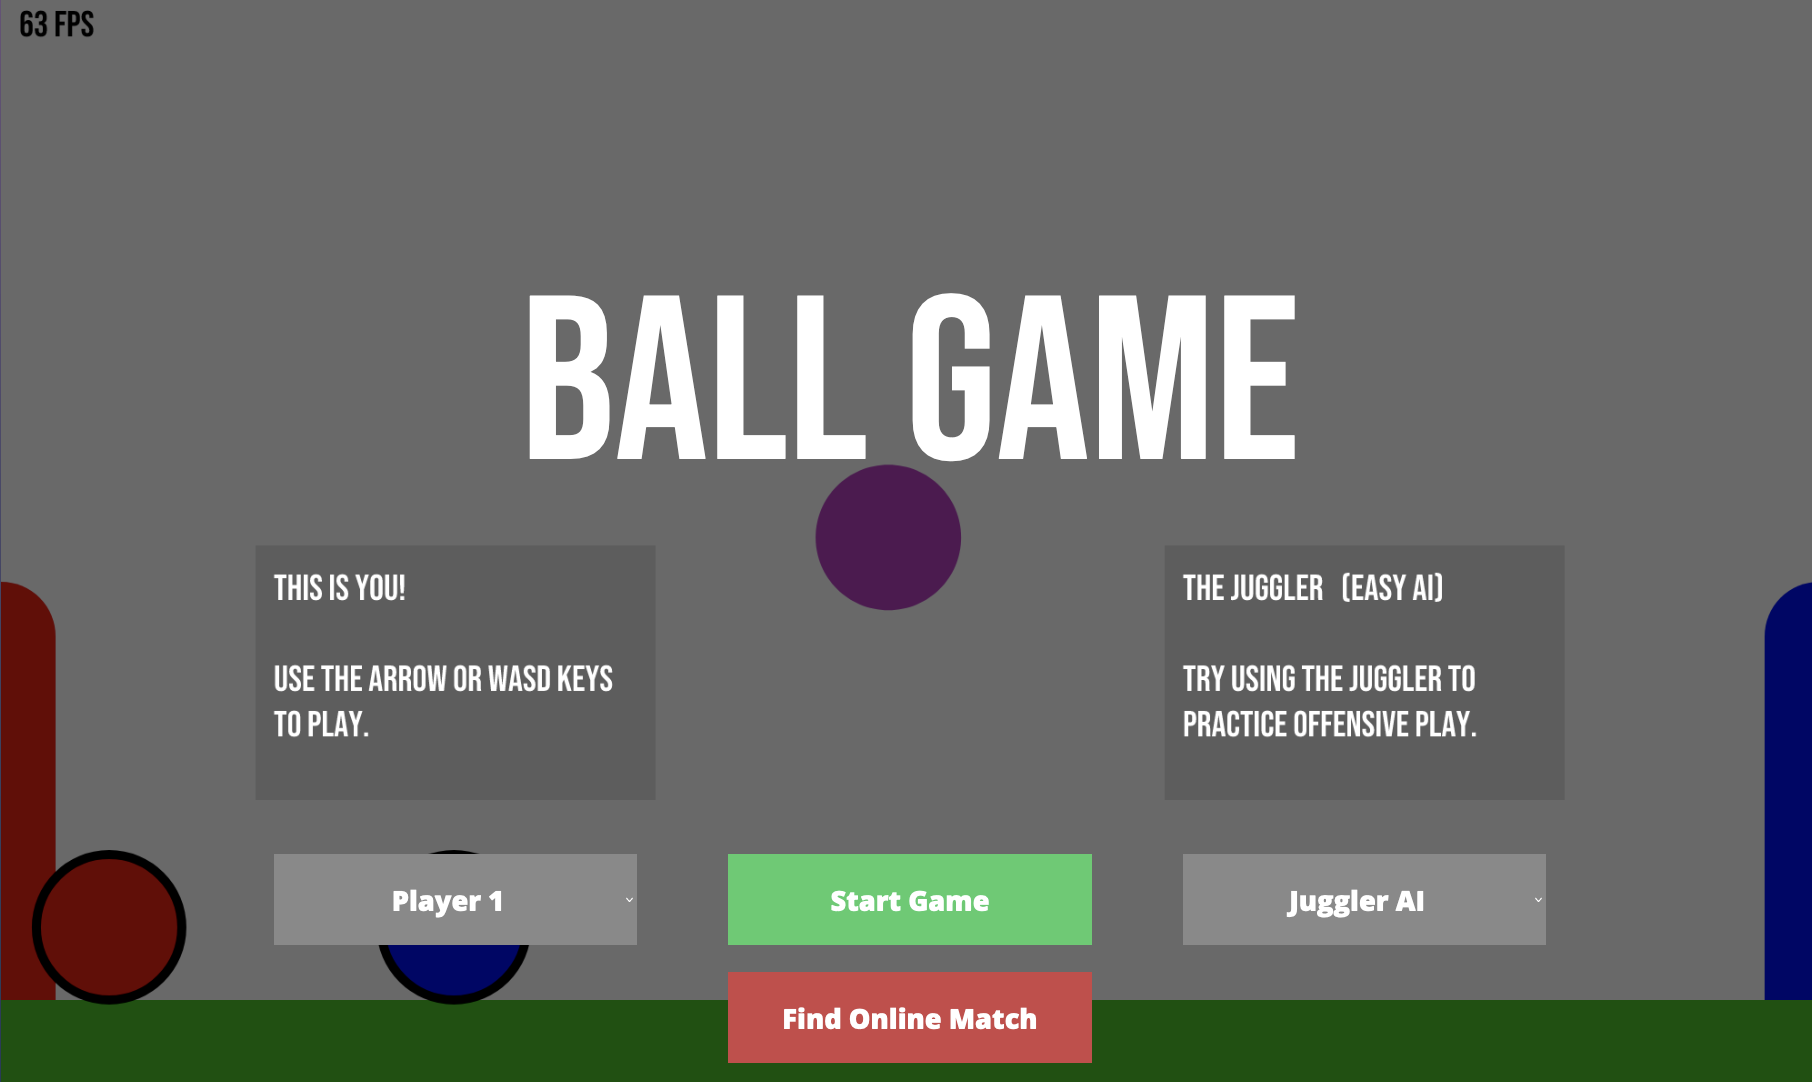 63 FPS
BALL GAME
THIS IS YOU!
USE THE ARROW OR WASD KEYS
TO PLAY.
THE JUGGLER (EASY AI)
TRY USING THE JUGGLER TO
PRACTICE OFFENSIVE PLAY.
Player 1
Start Game
Juggler AI
Find Online Match